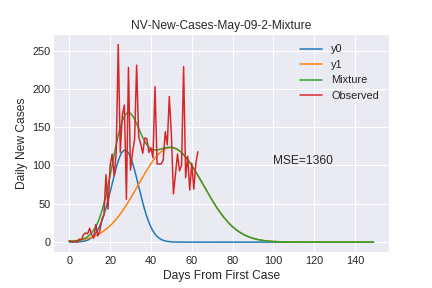 NV-New-Cases-May-09-2-Mixture
y0
y1
Mixture
Observed
MSE=1360
Daily New Cases
250
200
150
100
50
0
0 20 40 60 80 100 120 140
Days From First Case